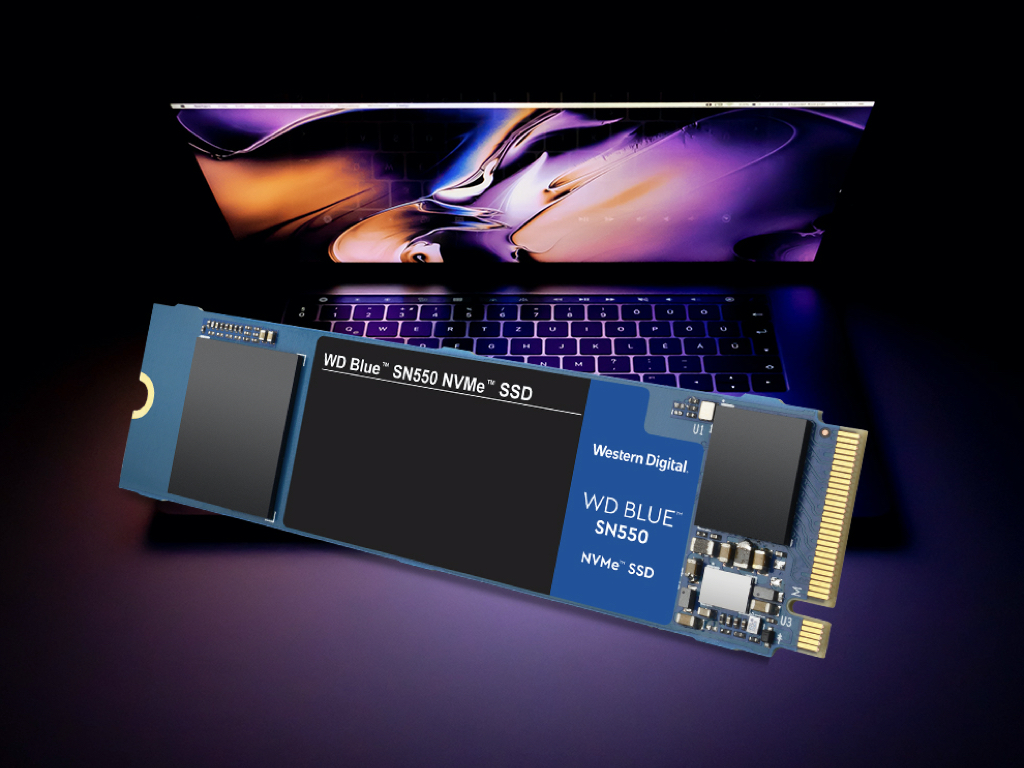 WD Blue™ SN550 NVMe™ SSD
Western Digital.
WD BLUE™
SN550
NVMe™ SSD
U1
M
U3